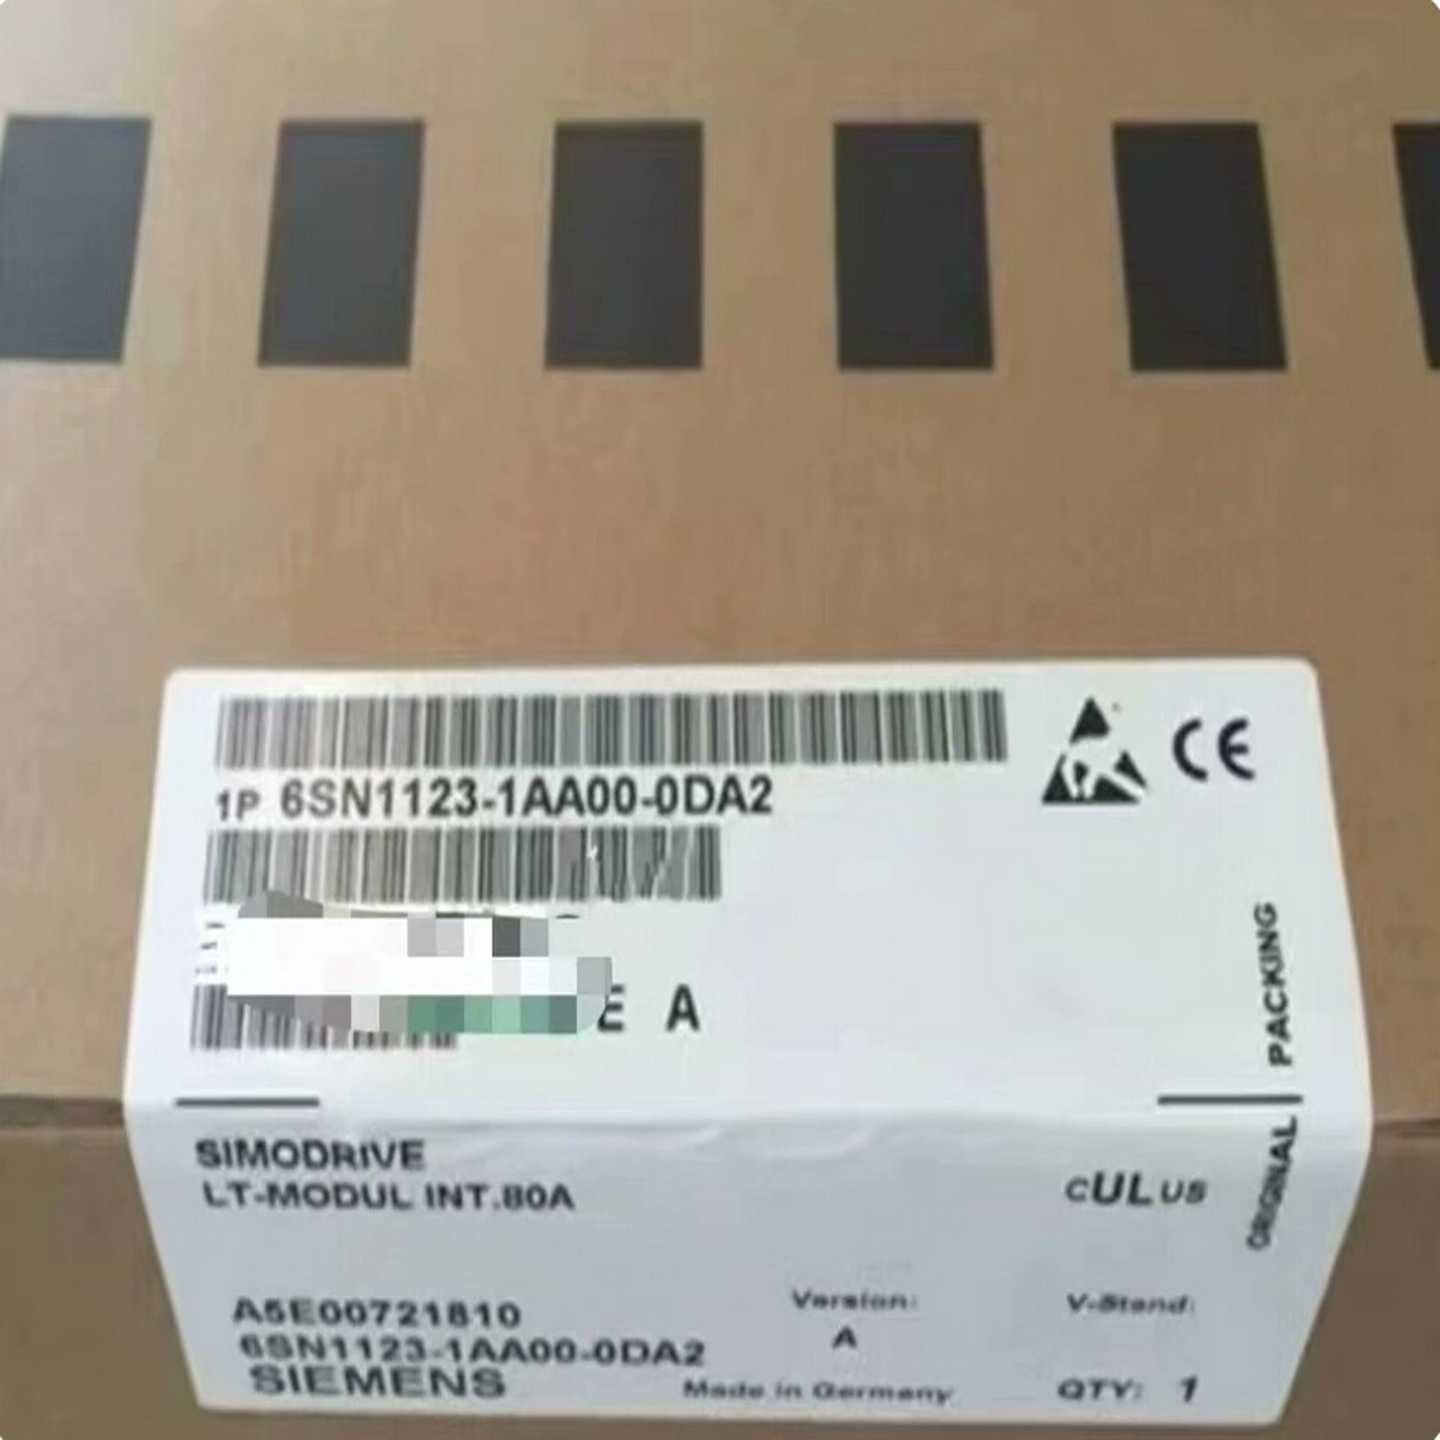 CE
1P 6SN1123-1AA00-0DA2
E A
PACKING
ORIGINAL
SIMODRIVE
LT-MODUL INT.80A
cULus
A5E00721810
Version:
V-Stand:
6SN1123-1AA00-0DA2
A
SIEMENS
Made in Germany
QTY: 1